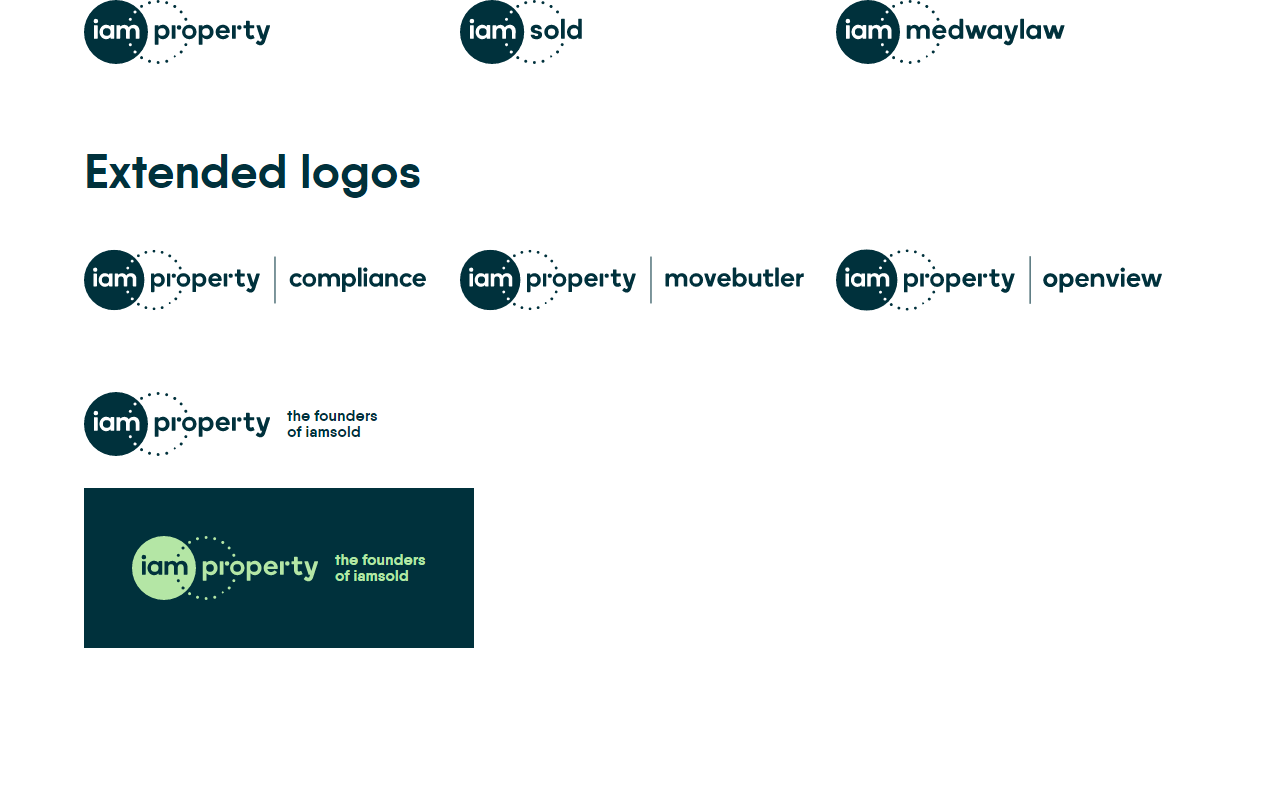 iam property
iam sold
iam medwaylaw
Extended logos
iam property | compliance
iam property | movebutler
iam property | openview
iam property the founders
of iamsold
iam property the founders
of iamsold